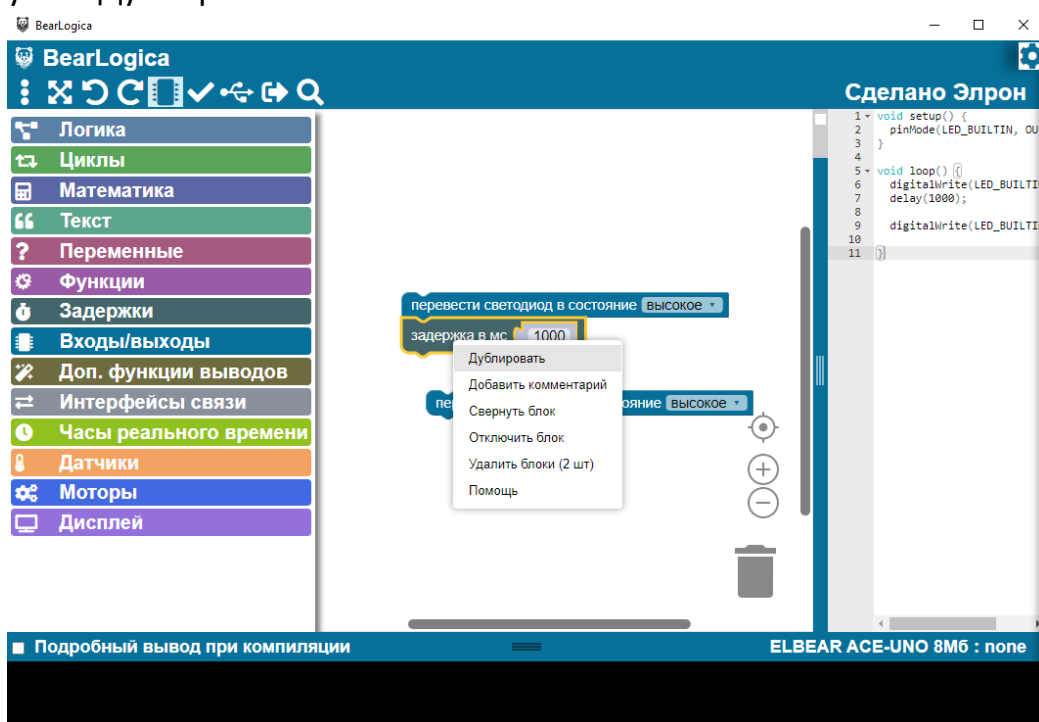 BearLogica
BearLogica
Сделано Элрон
Логика
Циклы
Математика
Текст
Переменные
Функции
Задержки
Входы/выходы
Доп. функции выводов
Интерфейсы связи
Часы реального времени
Датчики
Моторы
Дисплей
перевести светодиод в состояние высокое
задержка в мс 1000
Дублировать
Добавить комментарий
Свернуть блок
Отключить блок
Удалить блоки (2 шт)
Помощь
высокое
1 void setup() {
2 pinMode(LED_BUILTIN, OU
3 }
4
5 void loop() {
6 digitalWrite(LED_BUILTI
7 delay(1000);
8
9 digitalWrite(LED_BUILTI
10
11 }
Подробный вывод при компиляции
ELBEAR ACE-UNO 8Мб : none